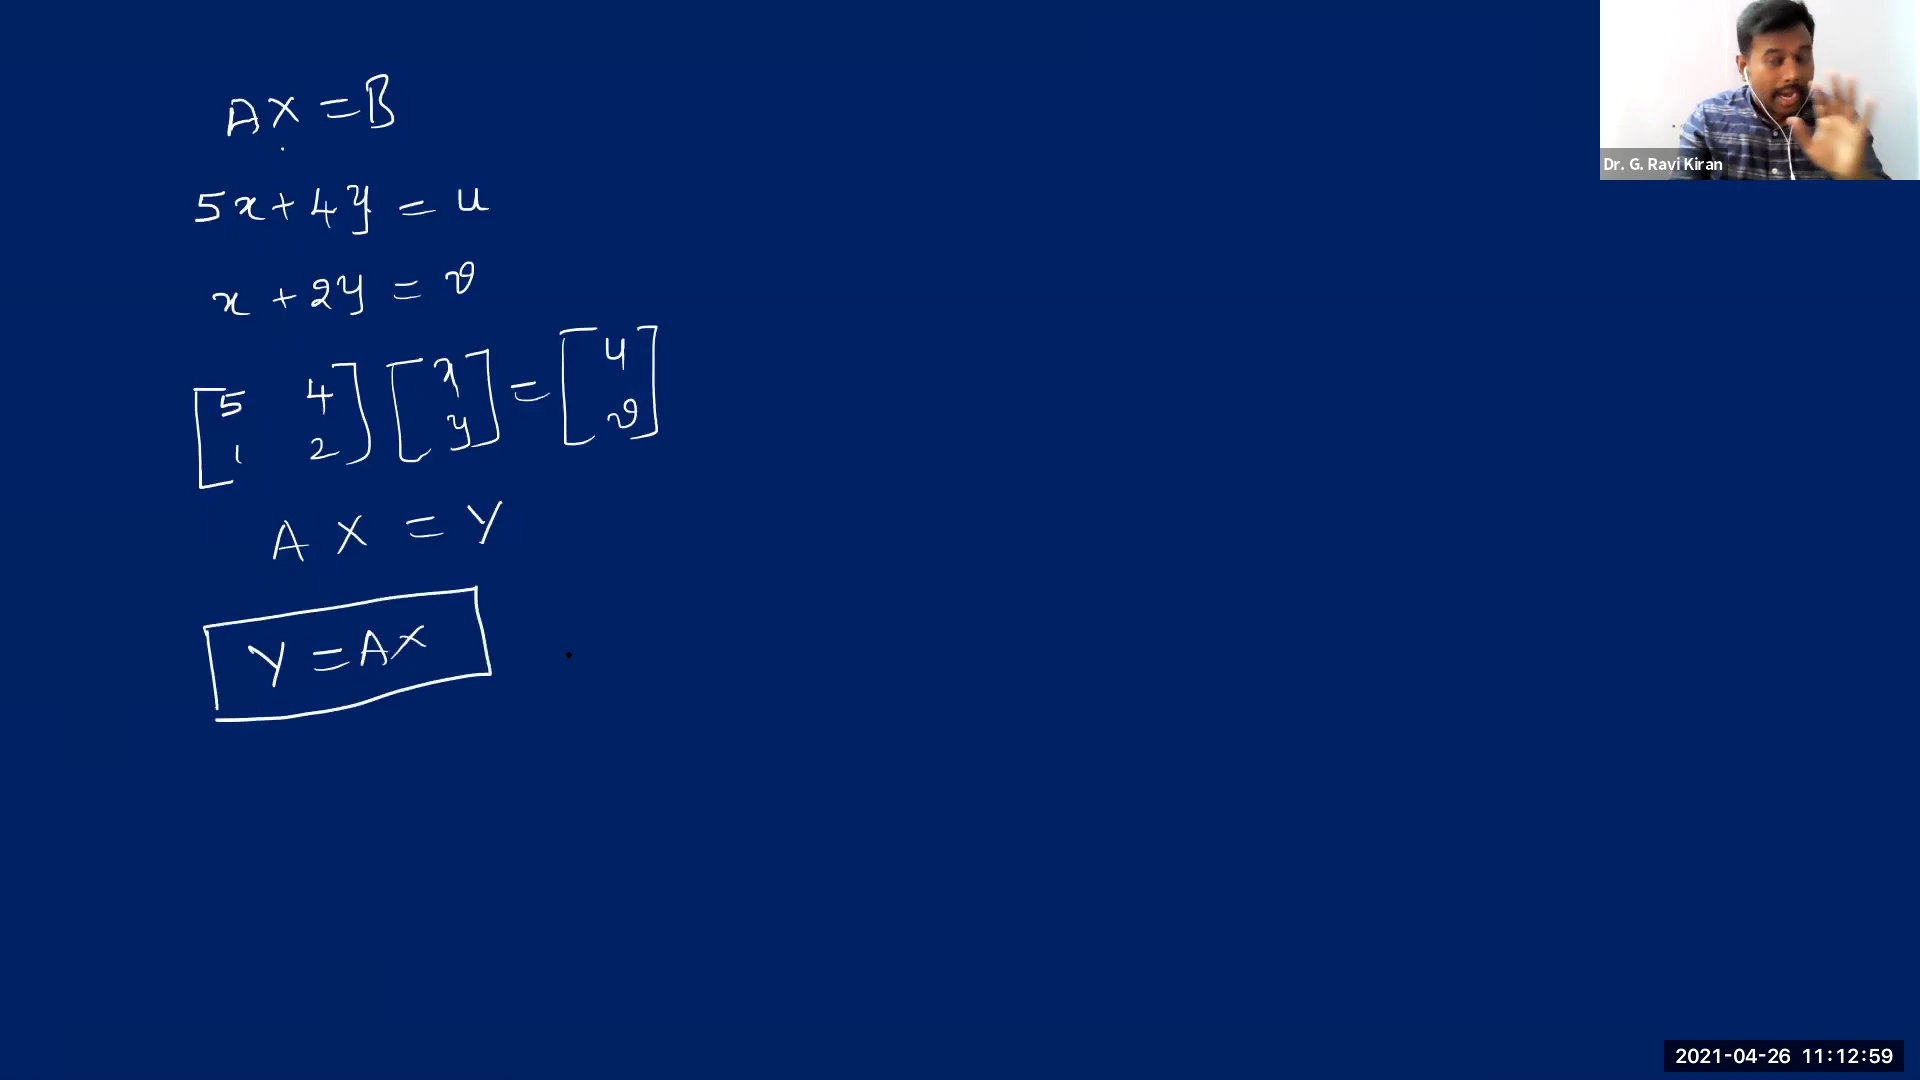 AX = B
5x + 4y = u
x + 2y = v
[5 4] [x] = [u]
[1 2] [y] [v]
A X = Y
Y = AX
Dr. G. Ravi Kiran
2021-04-26 11:12:59